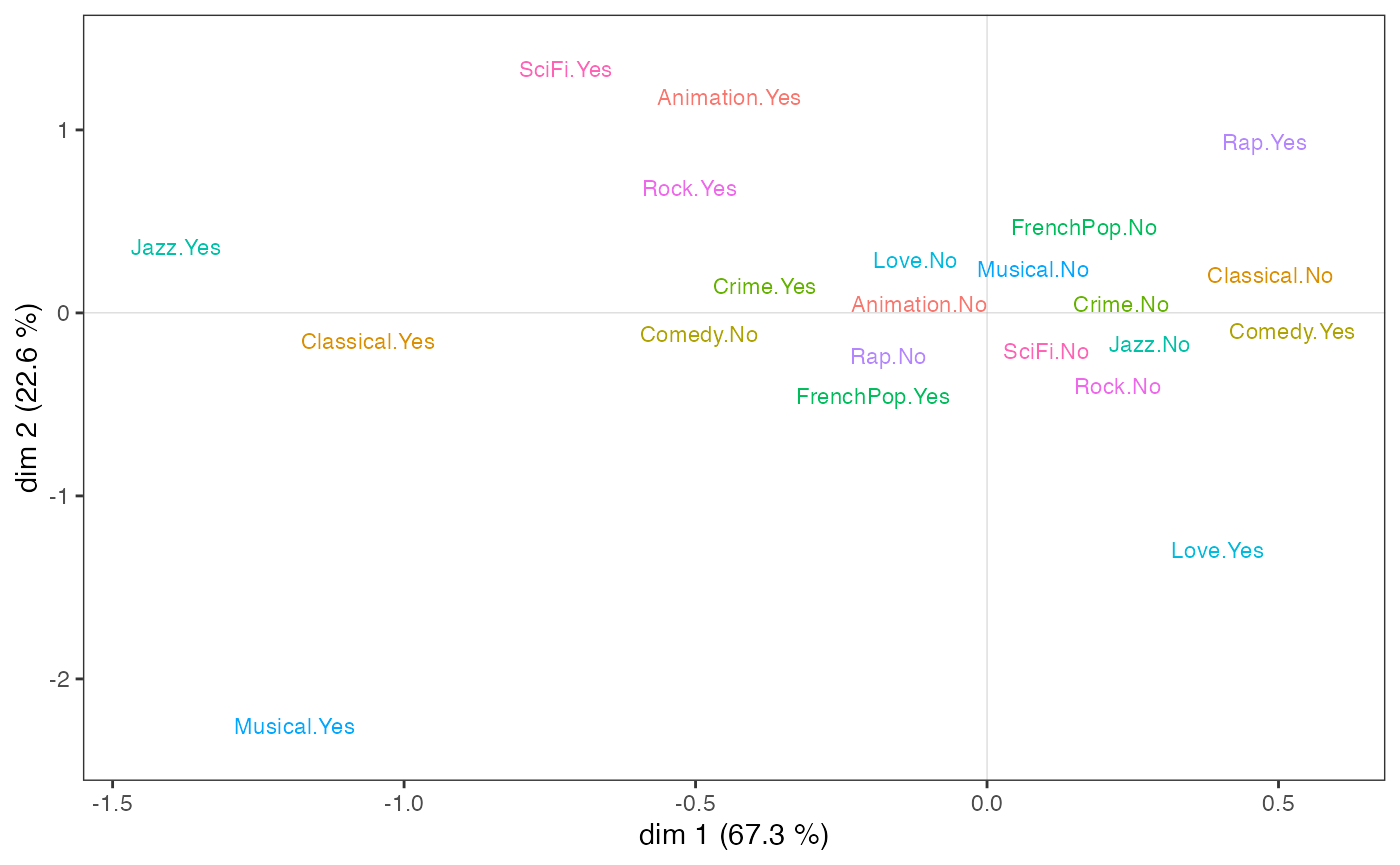 SciFi.Yes
Animation.Yes
1
Rap.Yes
Rock.Yes
FrenchPop.No
Jazz.Yes
Love.No
Musical.No
Classical.No
Crime.Yes
Animation.No
Crime.No
0
Comedy.No
Comedy.Yes
Classical.Yes
Rap.No
SciFi.No
Jazz.No
Rock.No
FrenchPop.Yes
dim 2 (22.6 %)
-1
Love.Yes
-2
Musical.Yes
-1.5 -1.0 -0.5 0.0 0.5
dim 1 (67.3 %)